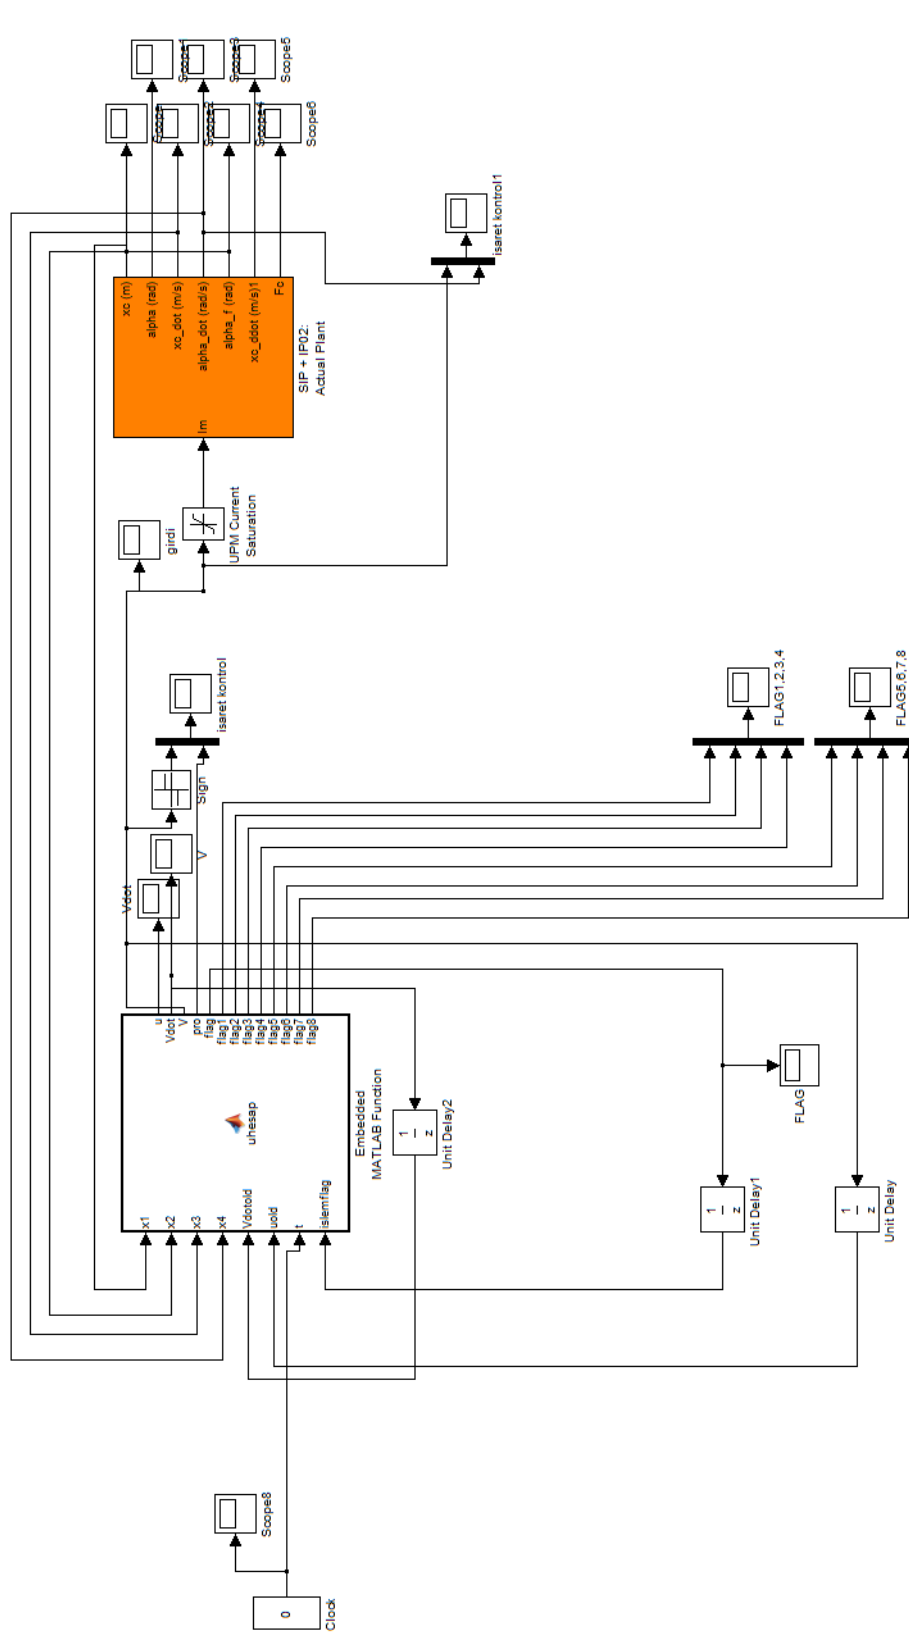 Scope1
Scope3
Scope5
Scope
Scope2
Scope4
Scope6
isaret kontrol1
xc (m)
alpha (rad)
xc_dot (m/s)
alpha_dot (rad/s)
alpha_f (rad)
xc_ddot (m/s)1
Fc
Im
SIP + IP02:
Actual Plant
girdi
UPM Current
Saturation
isaret kontrol
Sign
V
Vdot
FLAG1,2,3,4
FLAG5,6,7,8
u
Vdot
V
pro
flag
flag1
flag2
flag3
flag4
flag5
flag6
flag7
flag8
uhesap
x1
x2
x3
x4
Vdotold
uold
t
islemflag
Embedded
MATLAB Function
1
z
Unit Delay2
FLAG
1
z
Unit Delay1
1
z
Unit Delay
Scope8
0
Clock